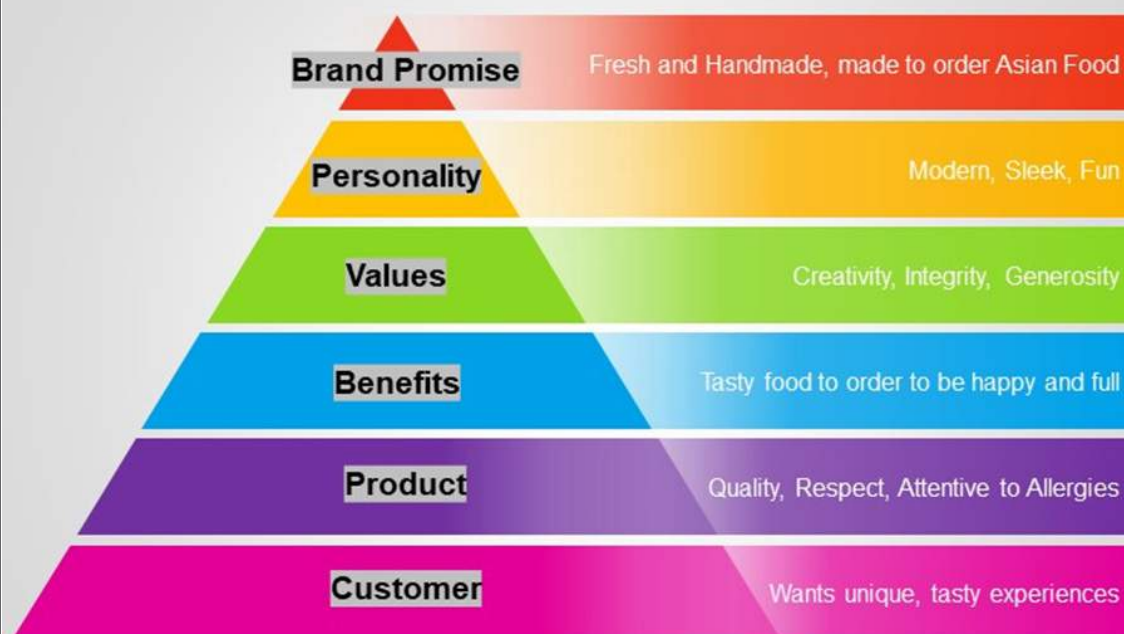 Brand Promise
Fresh and Handmade, made to order Asian Food
Personality
Modern, Sleek, Fun
Values
Creativity, Integrity, Generosity
Benefits
Tasty food to order to be happy and full
Product
Quality, Respect, Attentive to Allergies
Customer
Wants unique, tasty experiences